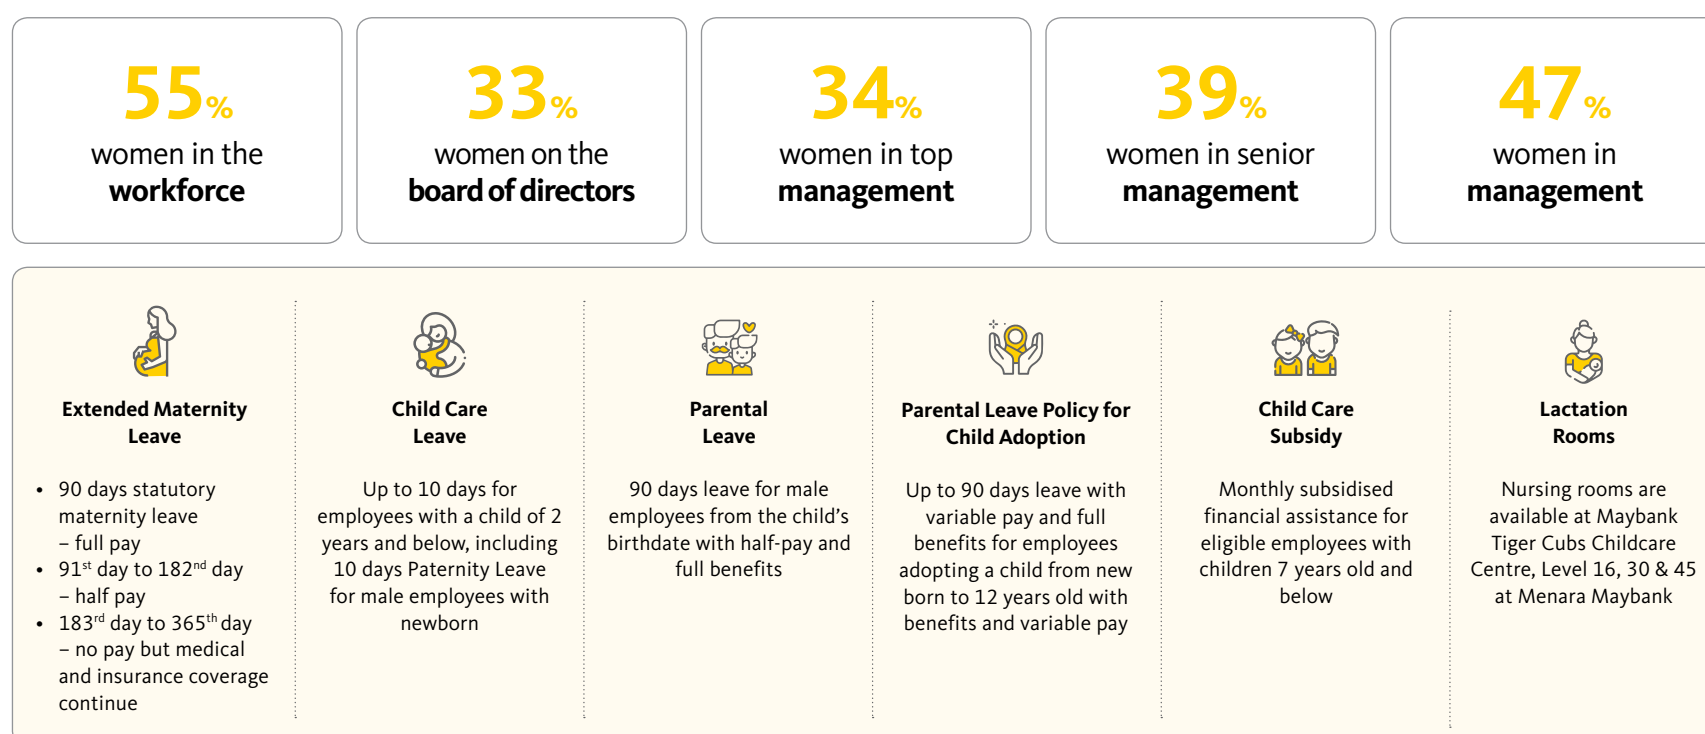 55%
women in the
workforce
33%
women on the
board of directors
34%
women in top
management
39%
women in senior
management
47%
women in
management
Extended Maternity
Leave
• 90 days statutory
maternity leave
– full pay
• 91st day to 182nd day
– half pay
• 183rd day to 365th day
– no pay but medical
and insurance coverage
continue
Child Care
Leave
Up to 10 days for
employees with a child of 2
years and below, including
10 days Paternity Leave
for male employees with
newborn
Parental
Leave
90 days leave for male
employees from the child's
birthdate with half-pay and
full benefits
Parental Leave Policy for
Child Adoption
Up to 90 days leave with
variable pay and full
benefits for employees
adopting a child from new
born to 12 years old with
benefits and variable pay
Child Care
Subsidy
Monthly subsidised
financial assistance for
eligible employees with
children 7 years old and
below
Lactation
Rooms
Nursing rooms are
available at Maybank
Tiger Cubs Childcare
Centre, Level 16, 30 & 45
at Menara Maybank